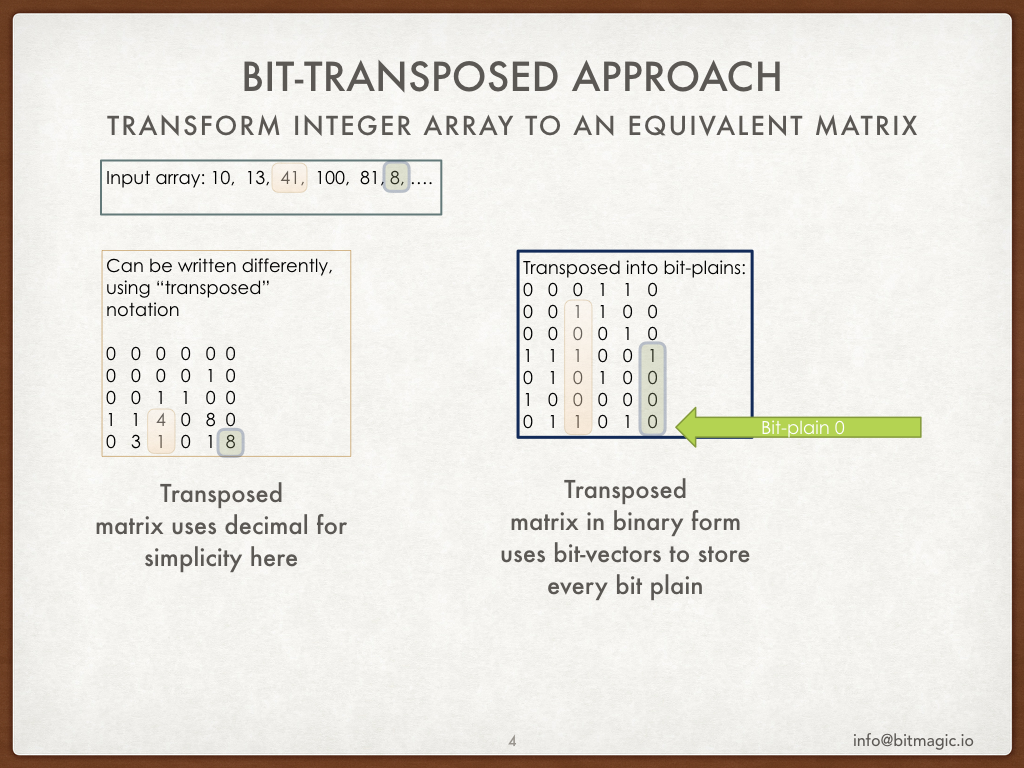 BIT-TRANSPOSED APPROACH
TRANSFORM INTEGER ARRAY TO AN EQUIVALENT MATRIX
Input array: 10, 13, 41, 100, 81, 8, ....
Can be written differently,
using “transposed”
notation
0 0 0 0 0 0
0 0 0 0 1 0
0 0 1 1 0 0
1 1 4 0 8 0
0 3 1 0 1 8
Transposed
matrix uses decimal for
simplicity here
Transposed into bit-plains:
0 0 0 1 1 0
0 0 1 1 0 0
0 0 0 0 1 0
1 1 1 0 0 1
0 1 0 1 0 0
1 0 0 0 0 0
0 1 1 0 1 0
Bit-plain 0
Transposed
matrix in binary form
uses bit-vectors to store
every bit plain
4
info@bitmagic.io